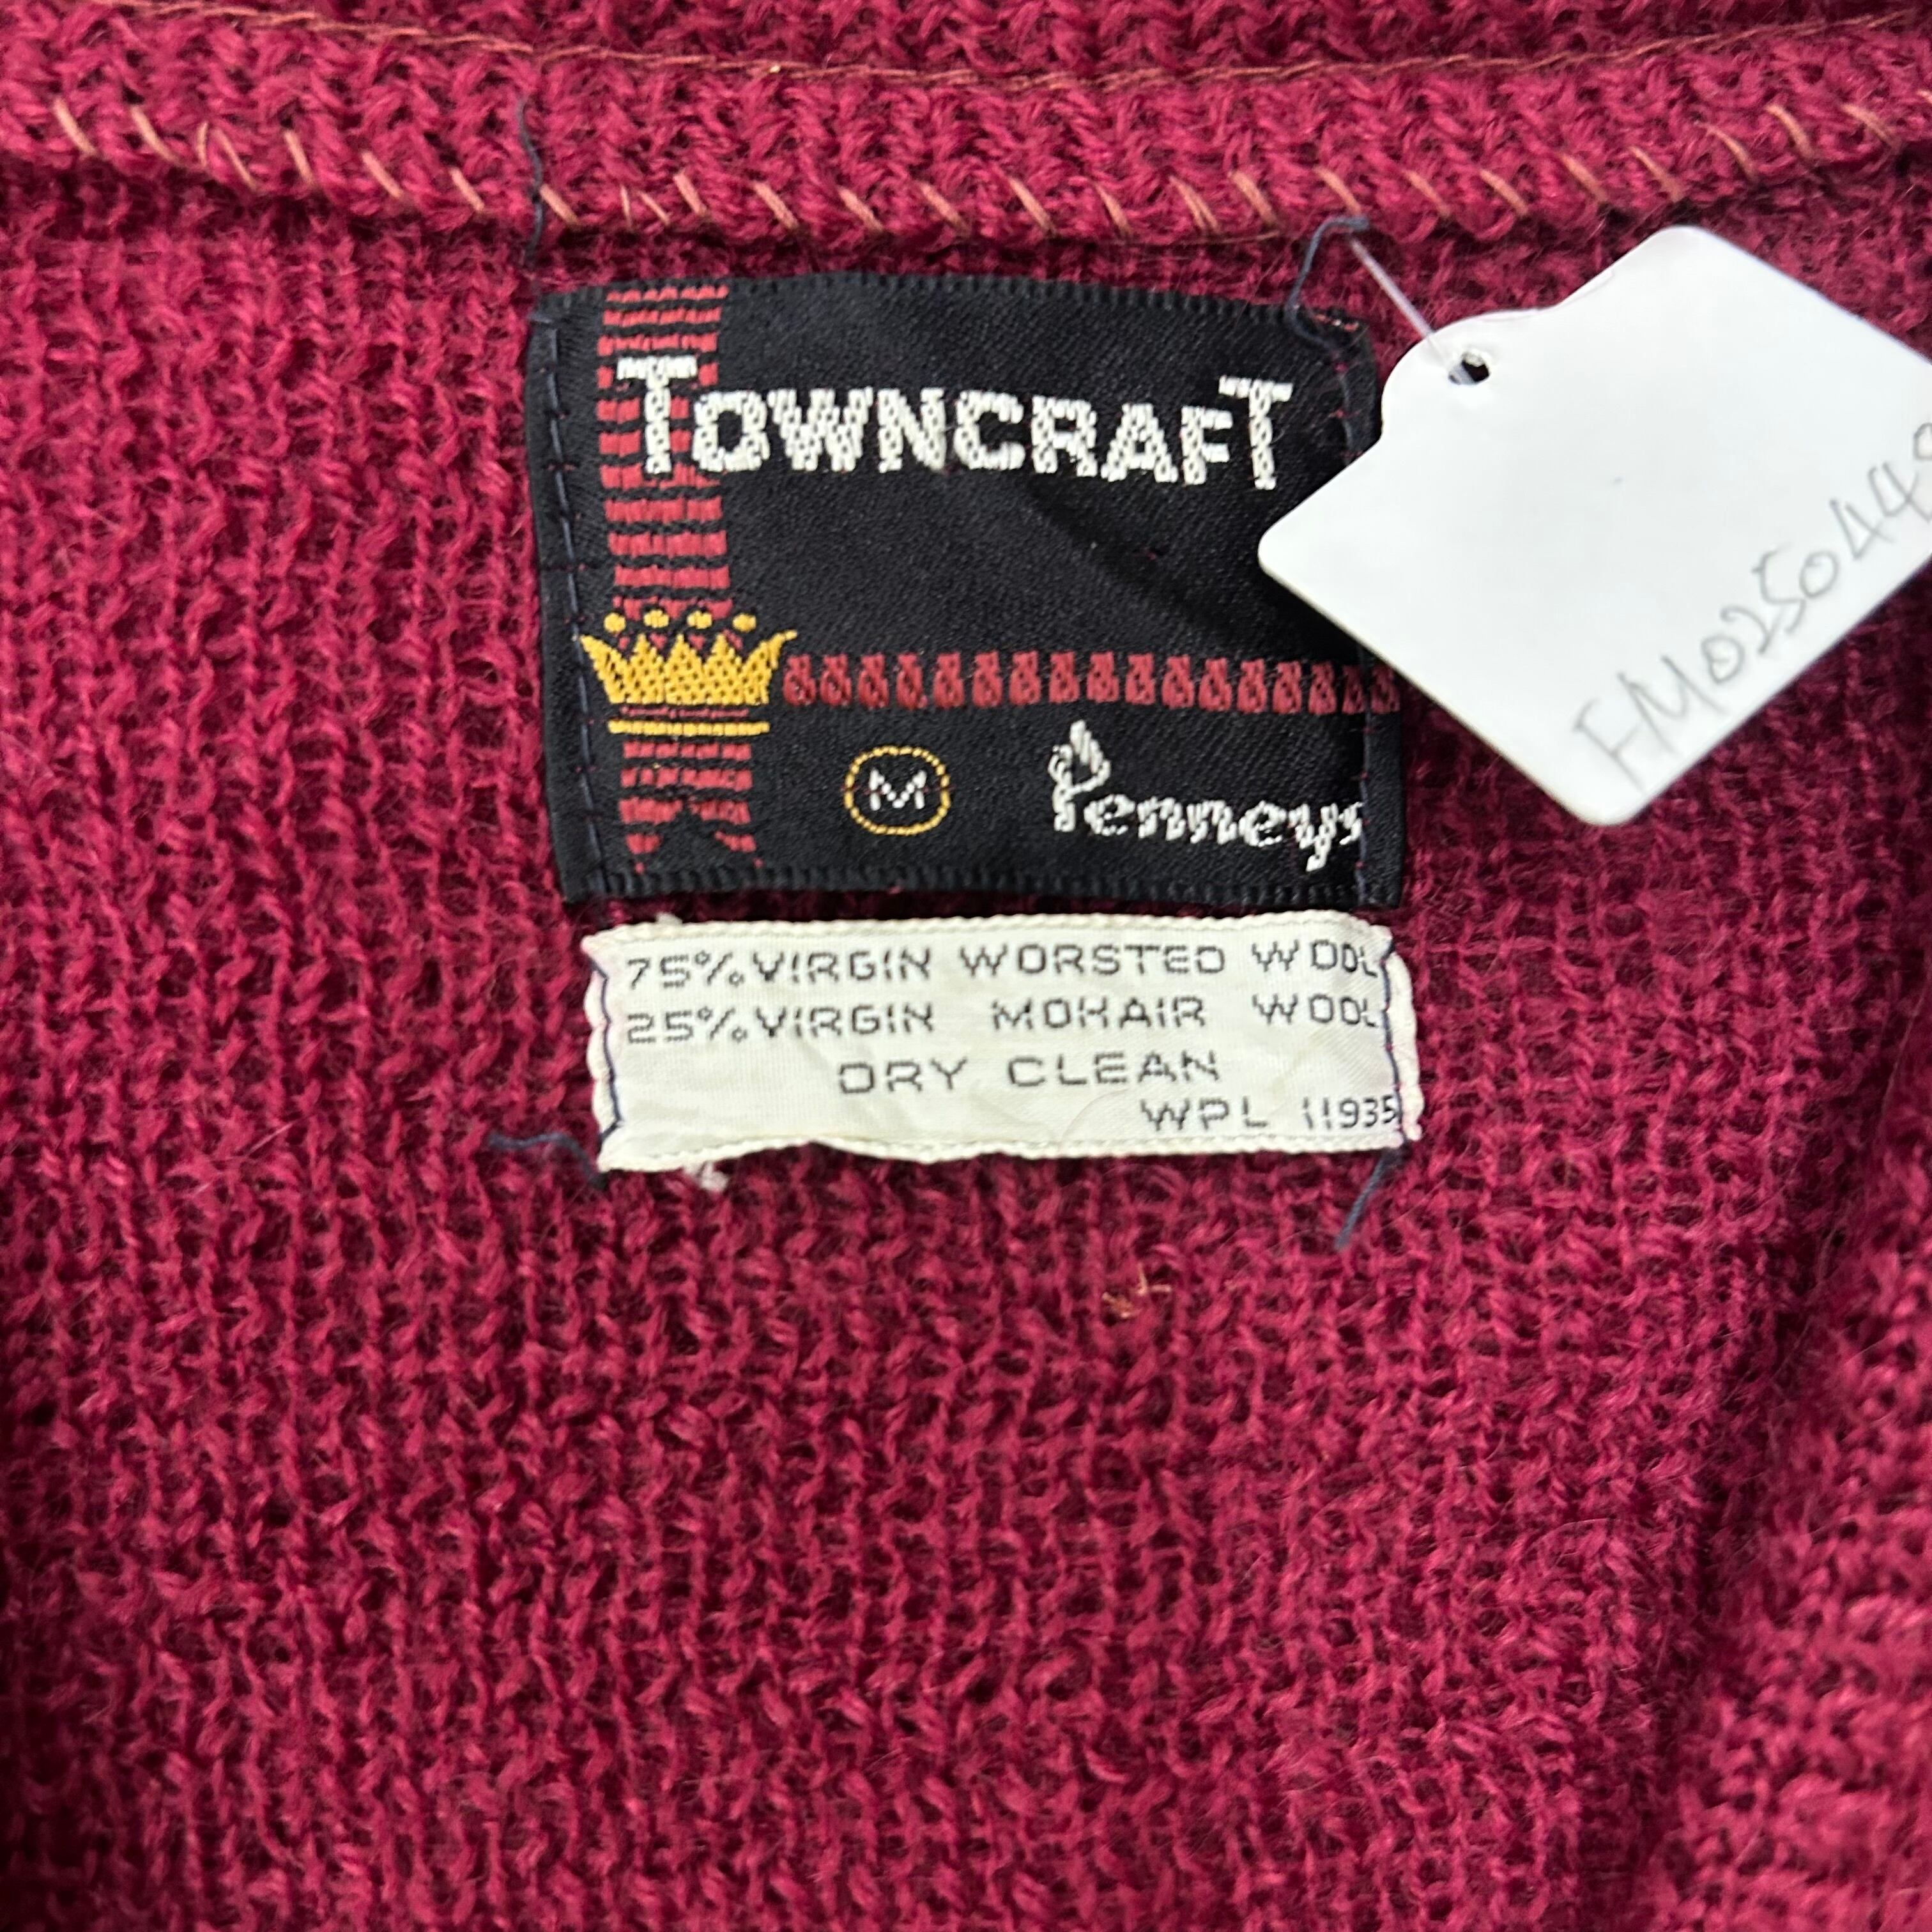 TOWNCRAFT
M
Penneys
75% VIRGIN WORSTED WOOL
25% VIRGIN MOHAIR WOOL
DRY CLEAN
WPL 11935